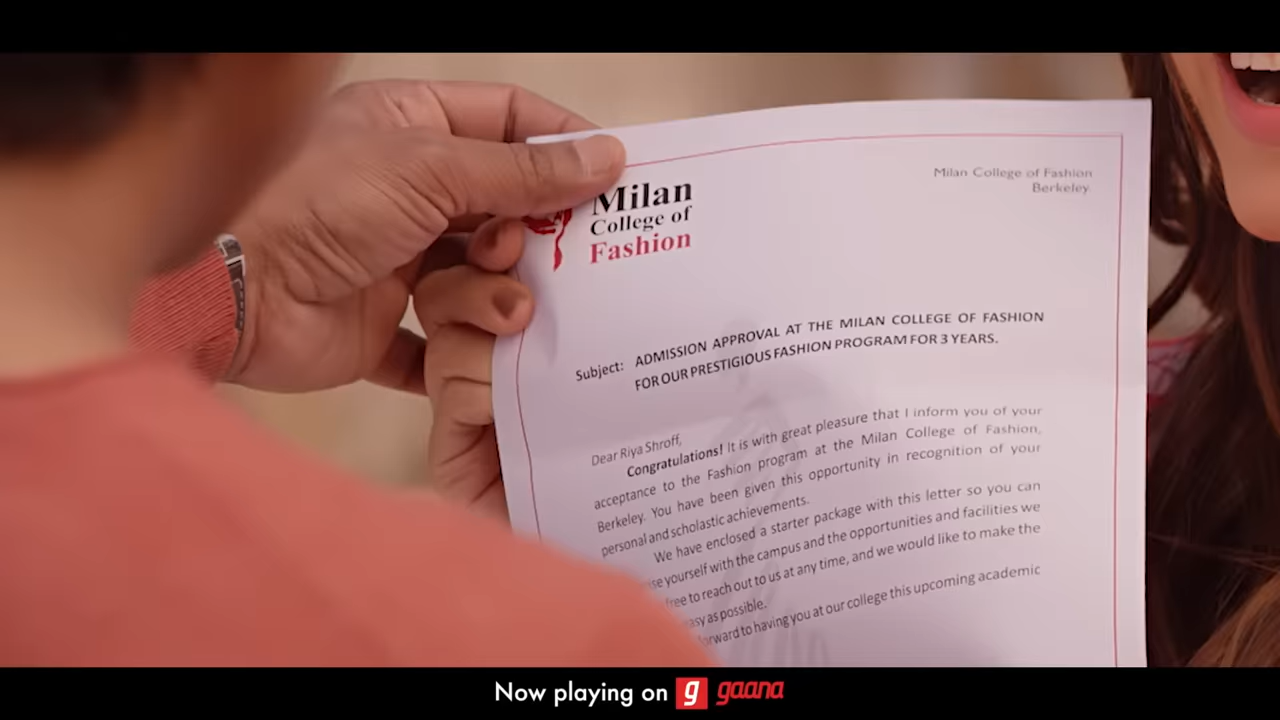 Milan College of Fashion
Berkeley.
Milan
College of
Fashion
Subject: ADMISSION APPROVAL AT THE MILAN COLLEGE OF FASHION
FOR OUR PRESTIGIOUS FASHION PROGRAM FOR 3 YEARS.
Dear Riya Shroff,
Congratulations! It is with great pleasure that I inform you of your
acceptance to the Fashion program at the Milan College of Fashion,
Berkeley. You have been given this opportunity in recognition of your
personal and scholastic achievements.
We have enclosed a starter package with this letter so you can
yourself with the campus and the opportunities and facilities we
free to reach out to us at any time, and we would like to make the
as possible.
to having you at our college this upcoming academic
Now playing on g gaana